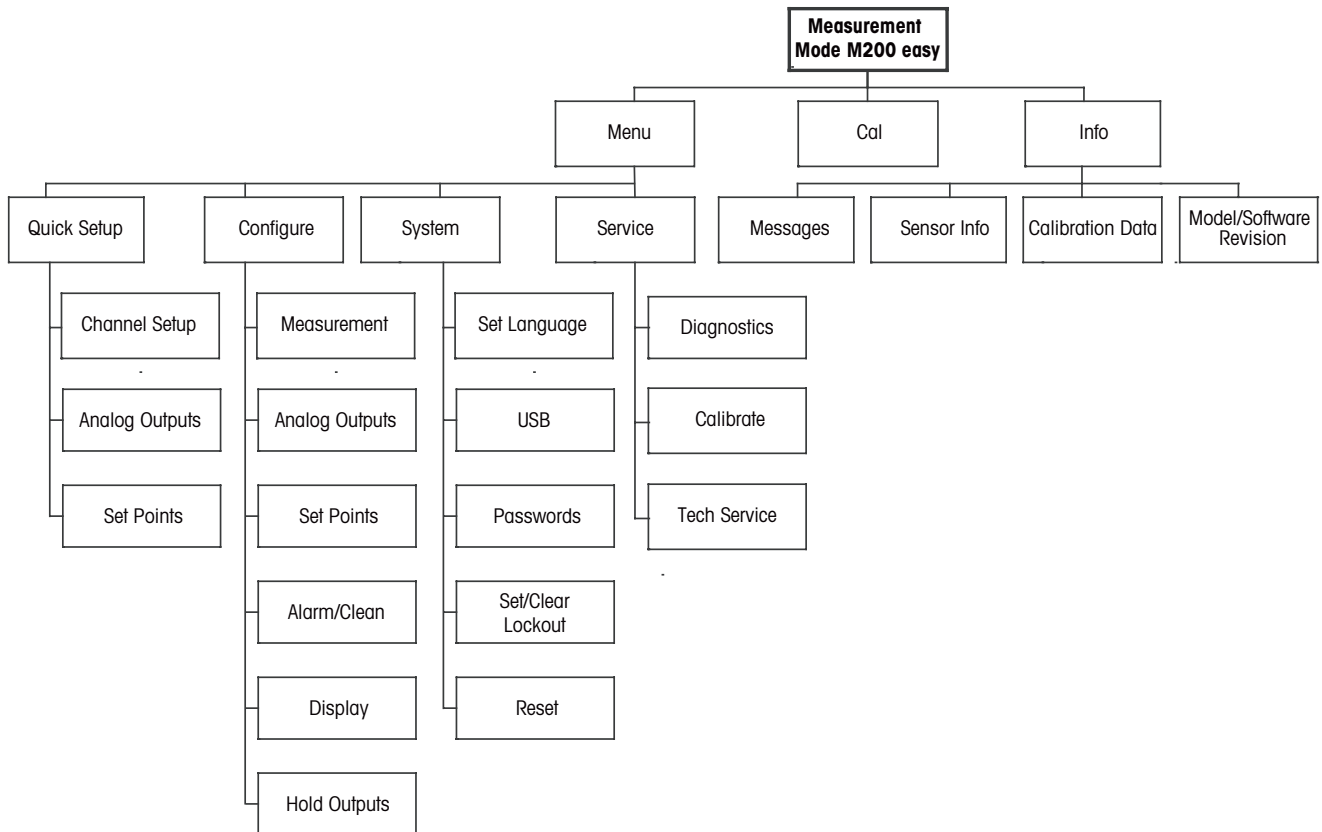 Measurement
Mode M200 easy
Menu
Cal
Info
Quick Setup
Configure
System
Service
Messages
Sensor Info
Calibration Data
Model/Software
Revision
Channel Setup
Measurement
Set Language
Diagnostics
Analog Outputs
Analog Outputs
USB
Calibrate
Set Points
Set Points
Passwords
Tech Service
Alarm/Clean
Set/Clear
Lockout
Display
Reset
Hold Outputs